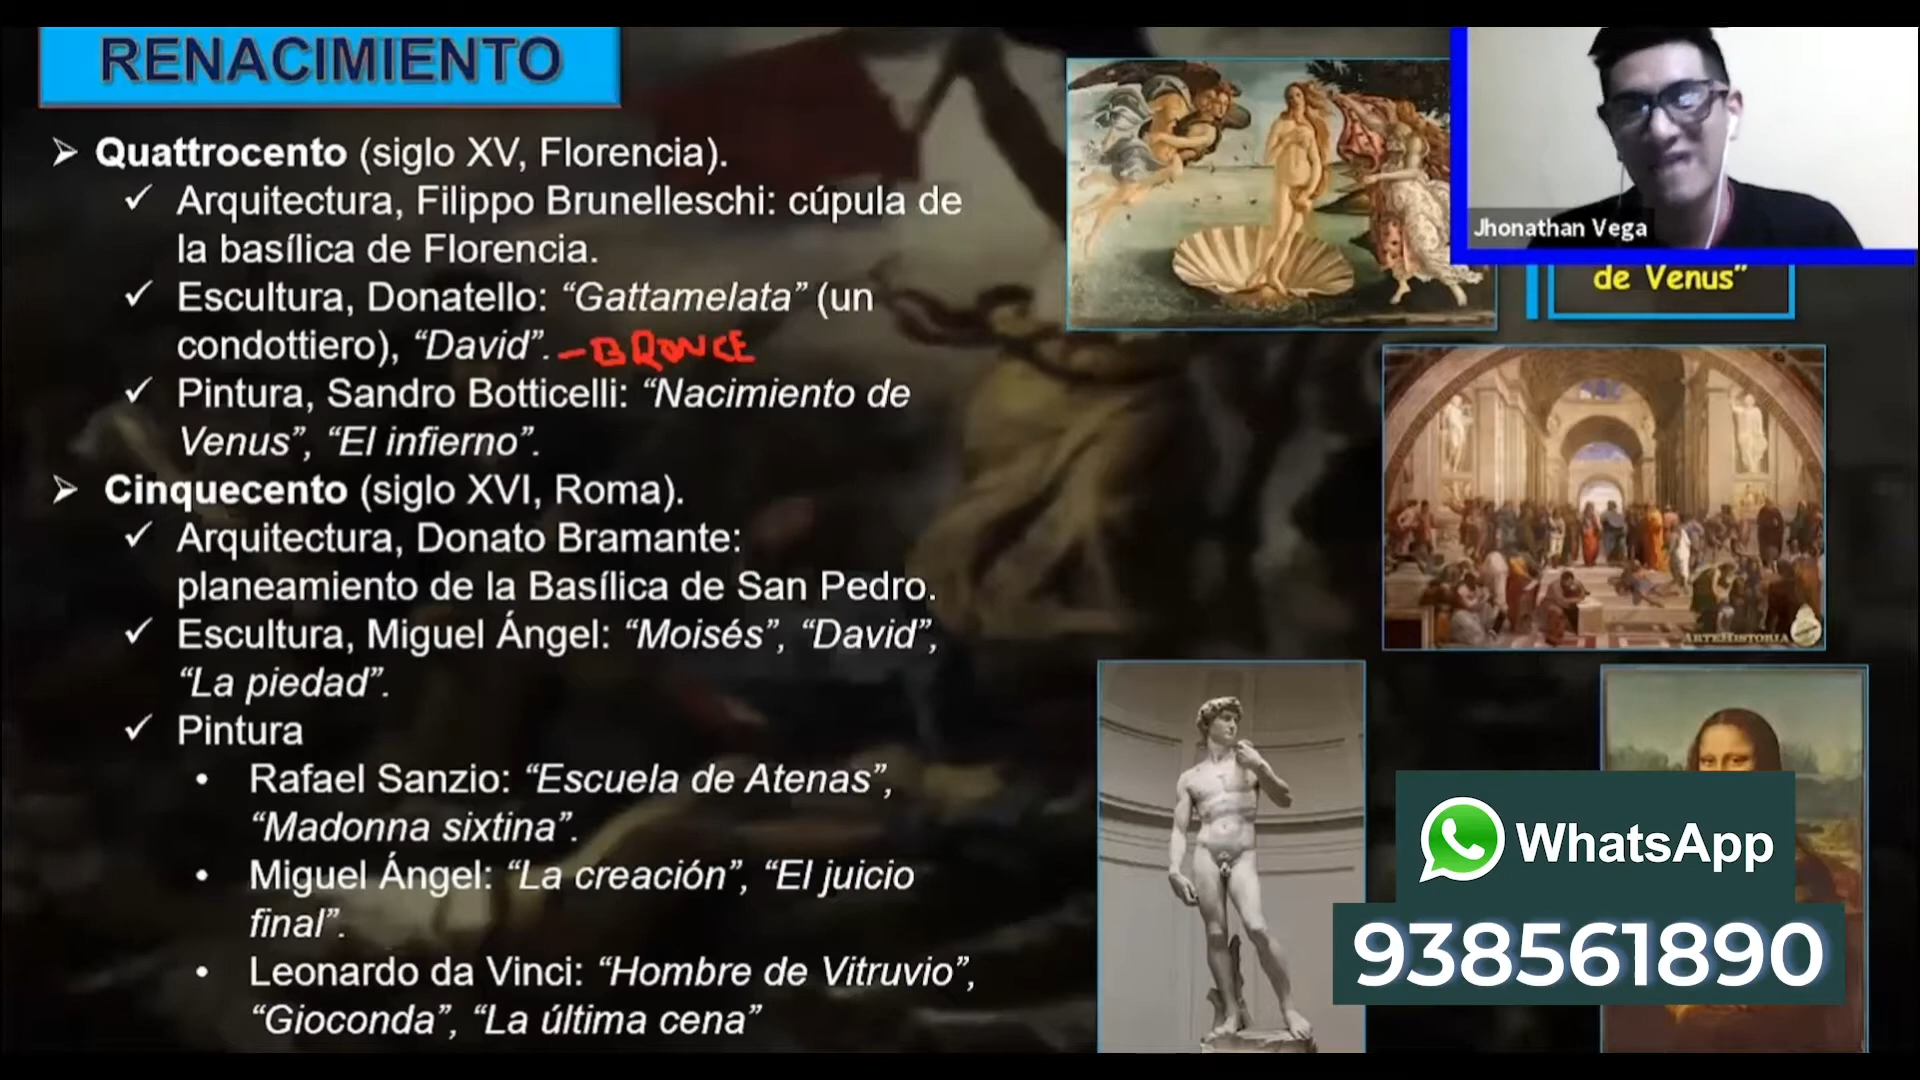 RENACIMIENTO
➢ Quattrocento (siglo XV, Florencia).
✓ Arquitectura, Filippo Brunelleschi: cúpula de
la basílica de Florencia.
✓ Escultura, Donatello: “Gattamelata” (un
condottiero), “David”. – BRONCE
✓ Pintura, Sandro Botticelli: “Nacimiento de
Venus”, “El infierno”.
➢ Cinquecento (siglo XVI, Roma).
✓ Arquitectura, Donato Bramante:
planeamiento de la Basílica de San Pedro.
✓ Escultura, Miguel Ángel: “Moisés”, “David”,
“La piedad”.
✓ Pintura
• Rafael Sanzio: “Escuela de Atenas”,
“Madonna sixtina”.
• Miguel Ángel: “La creación”, “El juicio
final”.
• Leonardo da Vinci: “Hombre de Vitruvio”,
“Gioconda”, “La última cena”
Jhonathan Vega
de Venus”
ARTEHISTORIA
WhatsApp
938561890